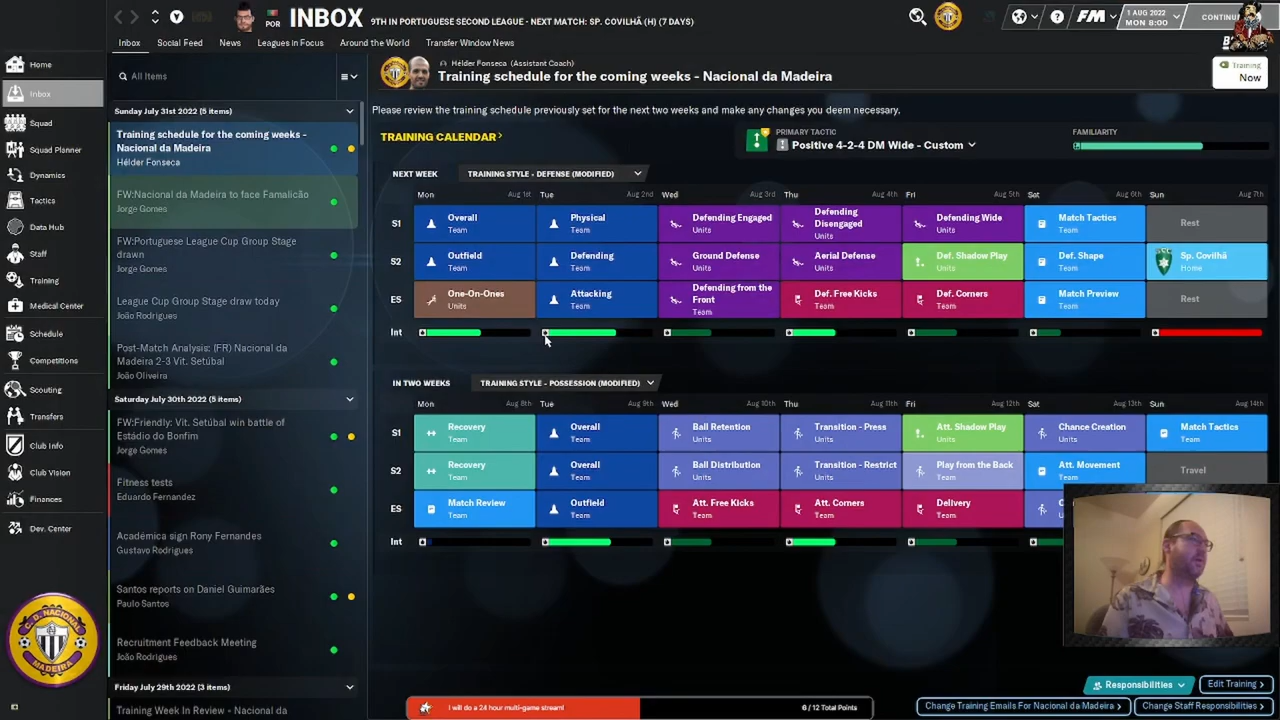 POR INBOX
9TH IN PORTUGUESE SECOND LEAGUE - NEXT MATCH: SP. COVILHÃ (H) (7 DAYS)
FM
1 AUG 2022
MON 8:00
CONTINU
Inbox Social Feed News Leagues in Focus Around the World Transfer Window News
Home
Inbox
Squad
Squad Planner
Dynamics
Tactics
Data Hub
Staff
Training
Medical Center
Schedule
Competitions
Scouting
Transfers
Club Info
Club Vision
Finances
Dev. Center
All Items
Sunday July 31st 2022 (5 items)
Training schedule for the coming weeks -
Nacional da Madeira
Hélder Fonseca
FW:Nacional da Madeira to face Famalicão
Jorge Gomes
FW:Portuguese League Cup Group Stage
drawn
Jorge Gomes
League Cup Group Stage draw today
João Rodrigues
Post-Match Analysis: (FR) Nacional da
Madeira 2-3 Vit. Setúbal
João Oliveira
Saturday July 30th 2022 (5 items)
FW:Friendly: Vit. Setúbal win battle of
Estádio do Bonfim
Jorge Gomes
Fitness tests
Eduardo Fernandez
Académica sign Rony Fernandes
Gustavo Rodrigues
Santos reports on Daniel Guimarães
Paulo Santos
Recruitment Feedback Meeting
João Rodrigues
Friday July 29th 2022 (3 items)
Training Week In Review - Nacional da
Hélder Fonseca (Assistant Coach)
Training schedule for the coming weeks - Nacional da Madeira
Training
Now
Please review the training schedule previously set for the next two weeks and make any changes you deem necessary.
TRAINING CALENDAR
PRIMARY TACTIC
Positive 4-2-4 DM Wide - Custom
FAMILIARITY
NEXT WEEK TRAINING STYLE - DEFENSE (MODIFIED)
Mon Aug 1st Tue Aug 2nd Wed Aug 3rd Thu Aug 4th Fri Aug 5th Sat Aug 6th Sun Aug 7th
S1 Overall Team Physical Team Defending Engaged Units Defending Disengaged Units Defending Wide Units Match Tactics Team Rest
S2 Outfield Team Defending Team Ground Defense Units Aerial Defense Units Def. Shadow Play Units Def. Shape Team Sp. Covilhã Home
ES One-On-Ones Units Attacking Team Defending from the Front Team Def. Free Kicks Team Def. Corners Team Match Preview Team Rest
Int
IN TWO WEEKS TRAINING STYLE - POSSESSION (MODIFIED)
Mon Aug 8th Tue Aug 9th Wed Aug 10th Thu Aug 11th Fri Aug 12th Sat Aug 13th Sun Aug 14th
S1 Recovery Team Overall Team Ball Retention Units Transition - Press Units Att. Shadow Play Units Chance Creation Units Match Tactics Team
S2 Recovery Team Overall Team Ball Distribution Units Transition - Restrict Units Play from the Back Team Att. Movement Travel
ES Match Review Team Outfield Team Att. Free Kicks Team Att. Corners Team Delivery Team
Int
Responsibilities Edit Training
I will do a 24 hour multi-game stream!
6 / 12 Total Points
Change Training Emails For Nacional da Madeira Change Staff Responsibilities
C. D. NACIONAL
MADEIRA